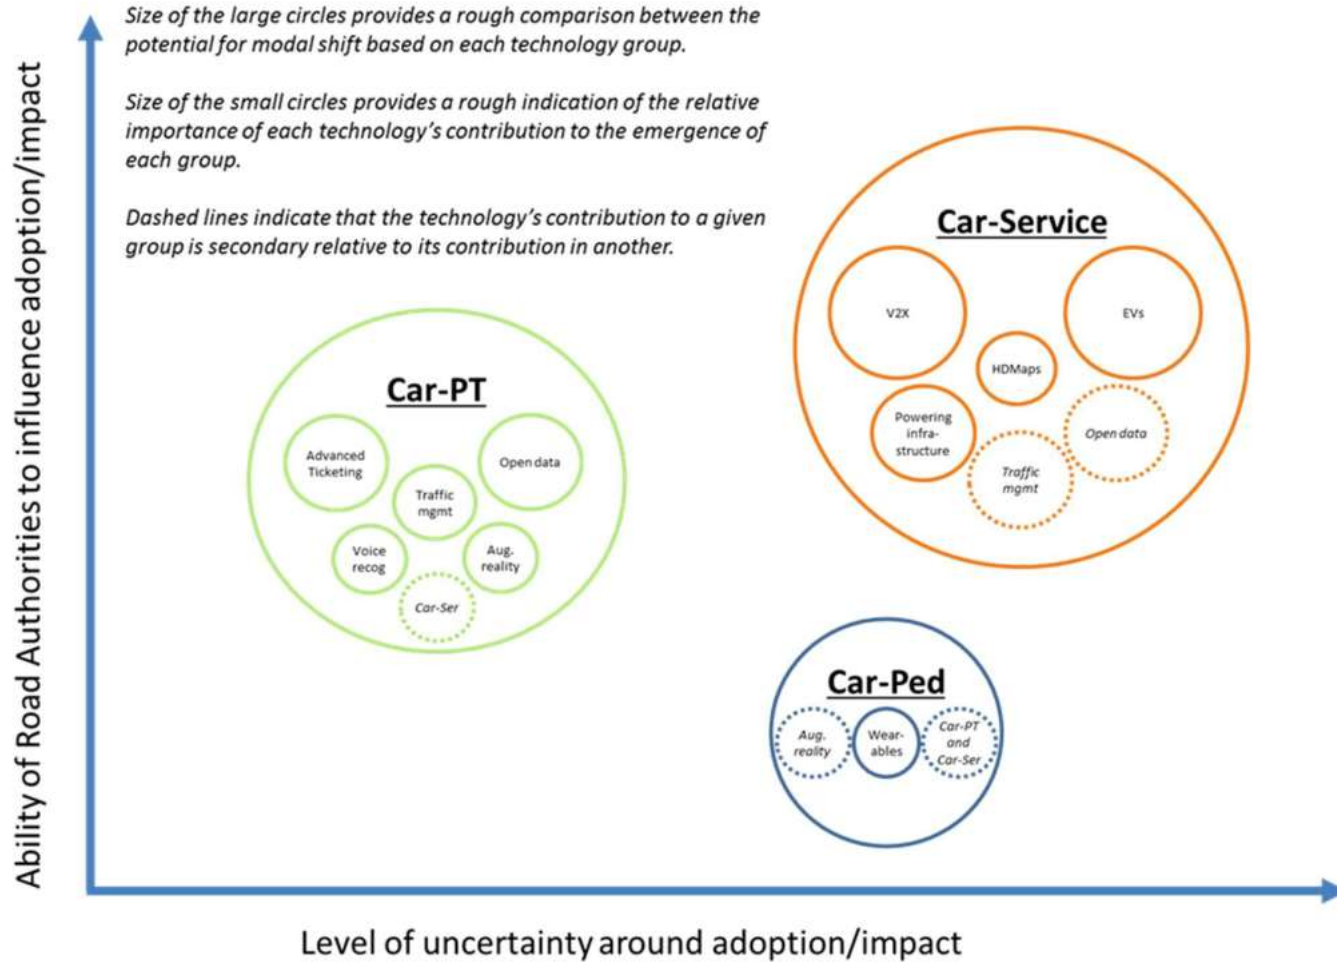 Size of the large circles provides a rough comparison between the
potential for modal shift based on each technology group.
Size of the small circles provides a rough indication of the relative
importance of each technology's contribution to the emergence of
each group.
Dashed lines indicate that the technology's contribution to a given
group is secondary relative to its contribution in another.
Ability of Road Authorities to influence adoption/impact
Car-PT
Advanced
Ticketing
Open data
Traffic
mgmt
Voice
recog
Aug.
reality
Car-Ser
Car-Service
V2X
EVs
HDMaps
Powering
infra-
structure
Open data
Traffic
mgmt
Car-Ped
Aug.
reality
Wear-
ables
Car-PT
and
Car-Ser
Level of uncertainty around adoption/impact